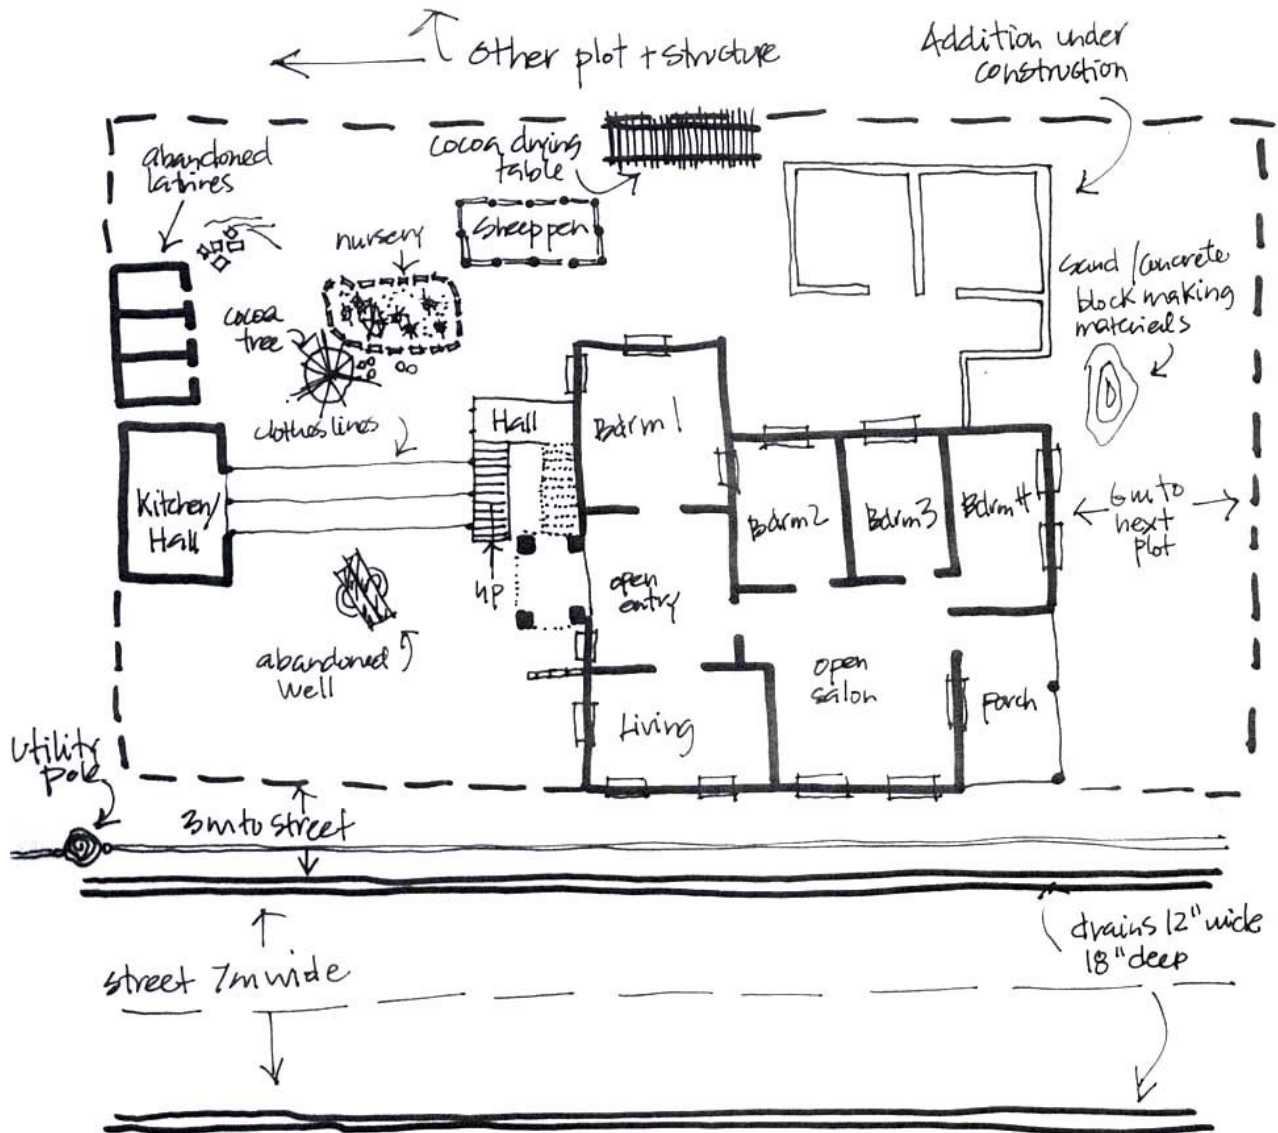 Other plot + structure
Addition under
construction
abandoned
latrines
cocoa drying
table
Sheep pen
nursery
cocoa
tree
Sand / concrete
block making
materials
clothes lines
Hall
Bdrm 1
Kitchen/
Hall
Bdrm 2
Bdrm 3
Bdrm 4
6m to
next
plot
up
open
entry
abandoned
well
open
salon
Living
Porch
Utility
pole
3m to street
drains 12" wide
18" deep
street 7m wide